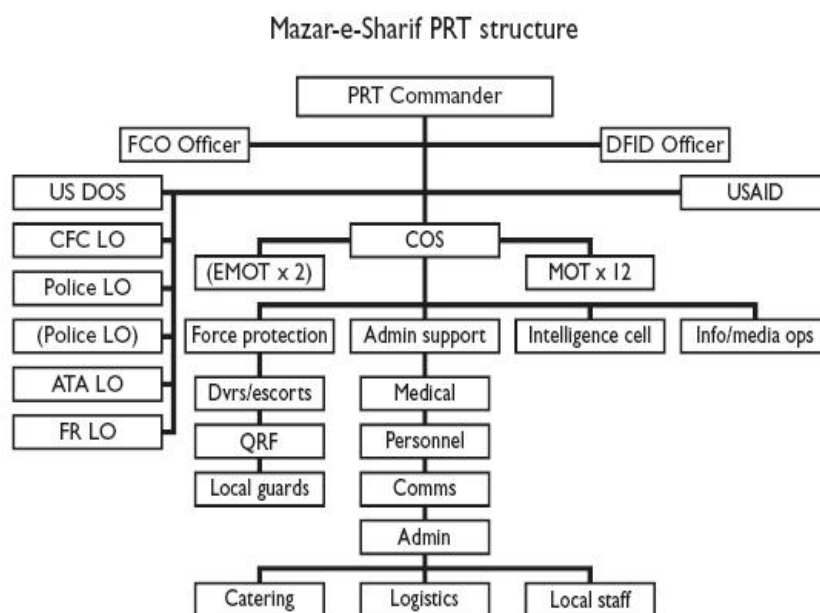 Mazar-e-Sharif PRT structure
PRT Commander
FCO Officer
DFID Officer
US DOS
USAID
CFC LO
COS
Police LO
(EMOT x 2)
MOT x 12
(Police LO)
Force protection
Admin support
Intelligence cell
Info/media ops
ATA LO
Dvrs/escorts
Medical
FR LO
QRF
Personnel
Local guards
Comms
Admin
Catering
Logistics
Local staff